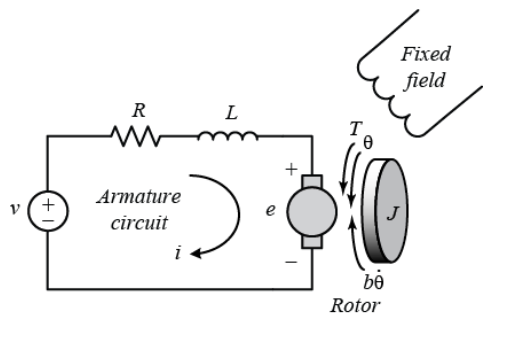 Fixed
field
R
L
T
θ
+
v
+
−
Armature
circuit
e
J
i
−
bθ̇
Rotor